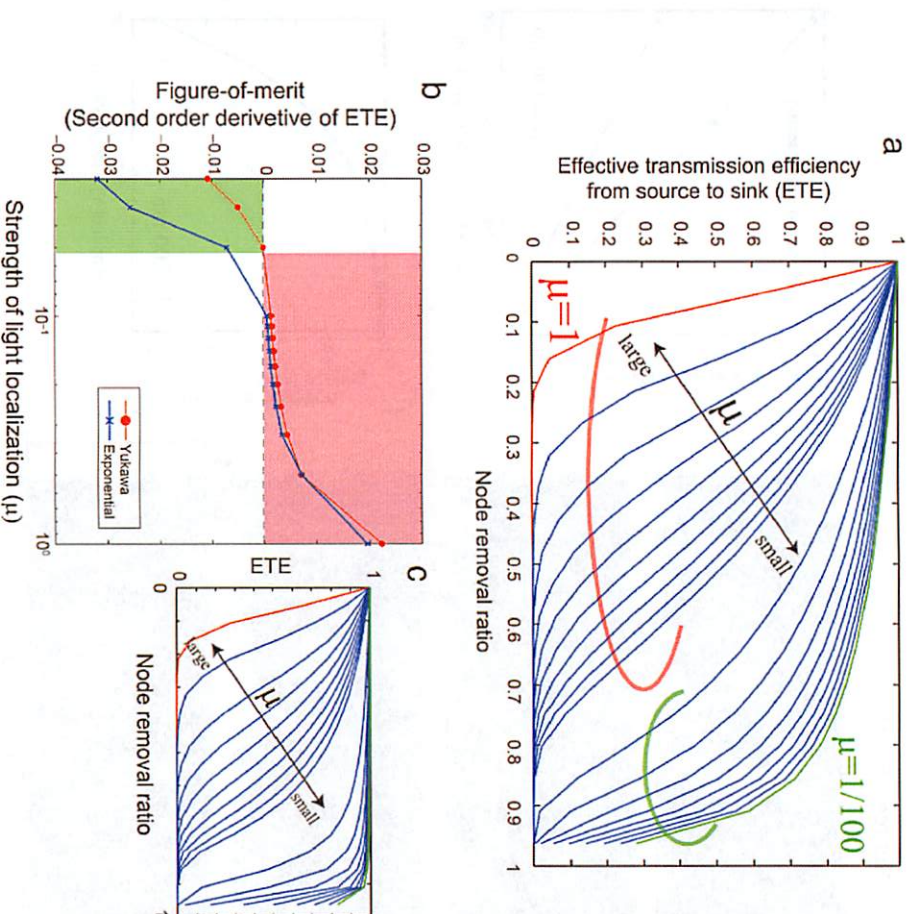 a
Effective transmission efficiency
from source to sink (ETE)
1
0.9
0.8
0.7
0.6
0.5
0.4
0.3
0.2
0.1
0
0 0.1 0.2 0.3 0.4 0.5 0.6 0.7 0.8 0.9 1
Node removal ratio
μ=1
large
μ
small
μ=1/100
b
Figure-of-merit
(Second order derivetive of ETE)
0.03
0.02
0.01
0
-0.01
-0.02
-0.03
-0.04
10-1 100
Strength of light localization (μ)
Yukawa
Exponential
c
ETE
1
0
0
Node removal ratio
large
μ
small